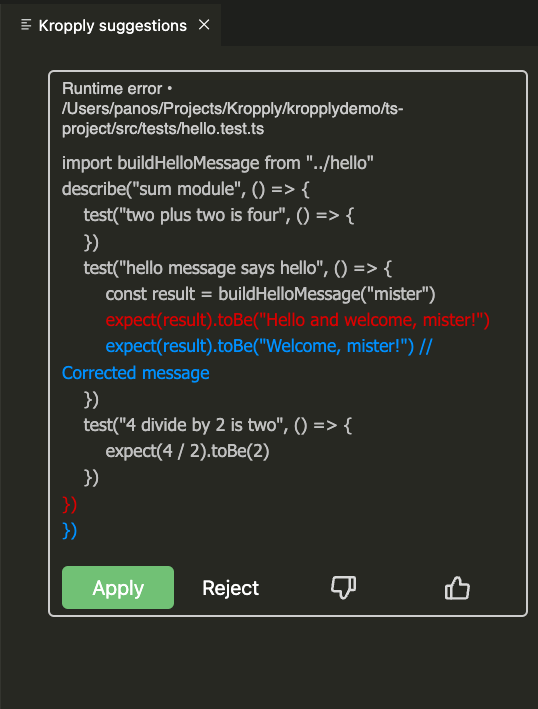 Kropply suggestions
Runtime error •
/Users/panos/Projects/Kropply/kropplydemo/ts-
project/src/tests/hello.test.ts
import buildHelloMessage from "../hello"
describe("sum module", () => {
test("two plus two is four", () => {
})
test("hello message says hello", () => {
const result = buildHelloMessage("mister")
expect(result).toBe("Hello and welcome, mister!")
expect(result).toBe("Welcome, mister!") //
Corrected message
})
test("4 divide by 2 is two", () => {
expect(4 / 2).toBe(2)
})
})
})
Apply Reject